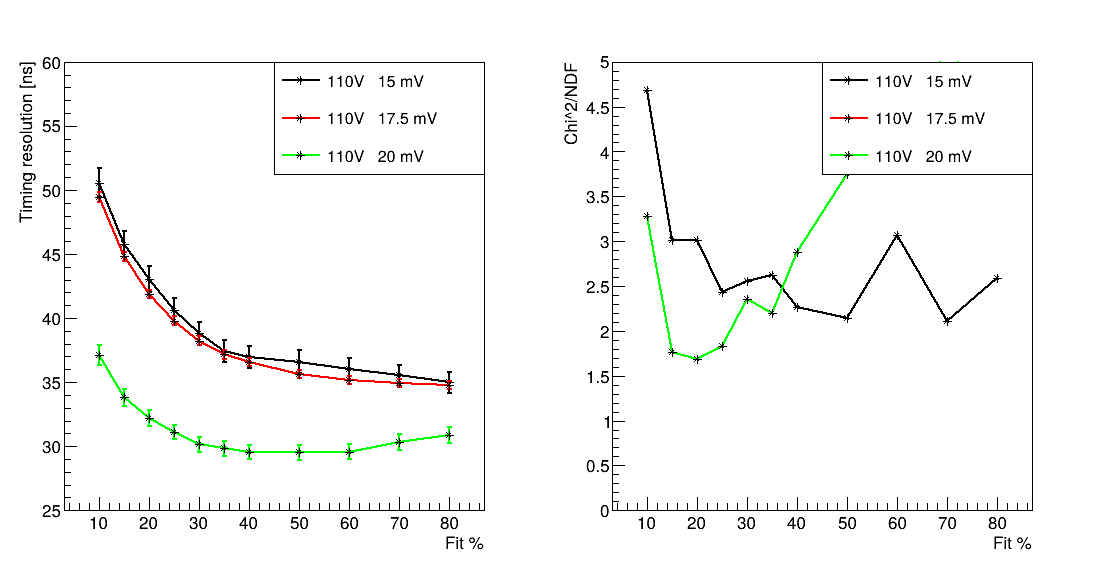 Timing resolution [ns]
60
55
50
45
40
35
30
25
110V 15 mV
110V 17.5 mV
110V 20 mV
10 20 30 40 50 60 70 80
Fit %
Chi^2/NDF
5
4.5
4
3.5
3
2.5
2
1.5
1
0.5
0
110V 15 mV
110V 17.5 mV
110V 20 mV
10 20 30 40 50 60 70 80
Fit %